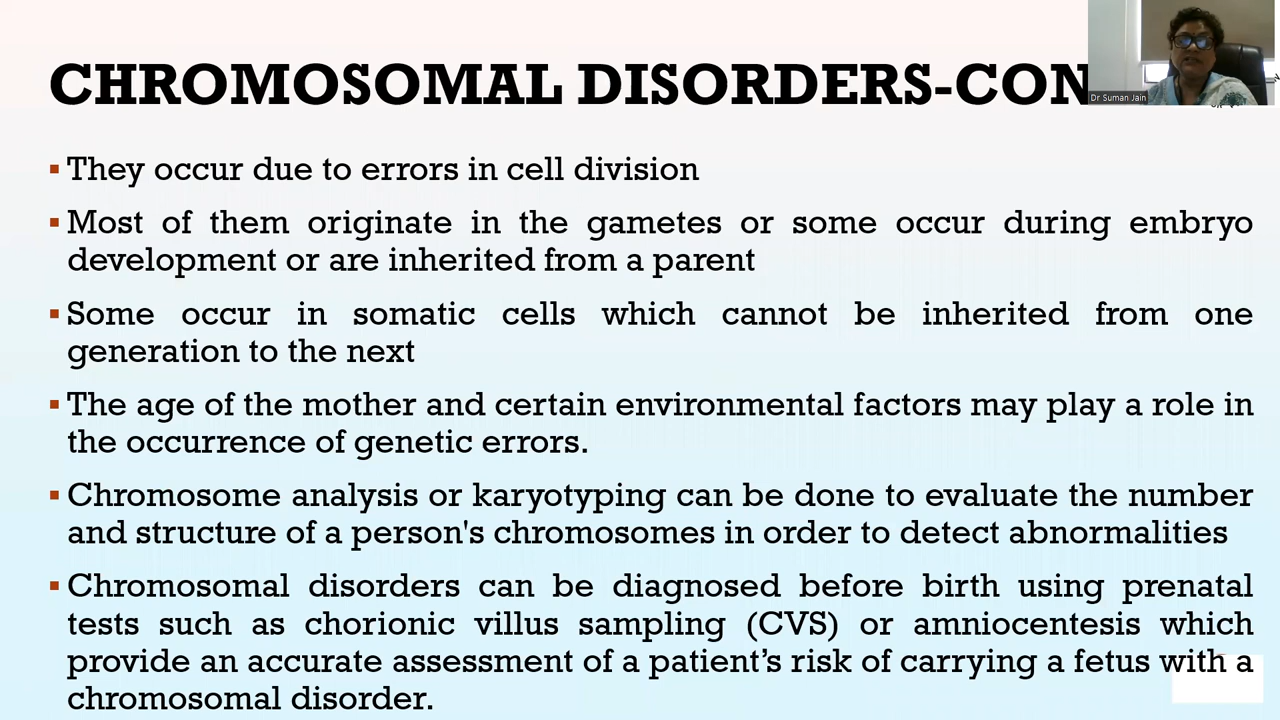 CHROMOSOMAL DISORDERS-CON
Dr Suman Jain
▪ They occur due to errors in cell division
▪ Most of them originate in the gametes or some occur during embryo
development or are inherited from a parent
▪ Some occur in somatic cells which cannot be inherited from one
generation to the next
▪ The age of the mother and certain environmental factors may play a role in
the occurrence of genetic errors.
▪ Chromosome analysis or karyotyping can be done to evaluate the number
and structure of a person's chromosomes in order to detect abnormalities
▪ Chromosomal disorders can be diagnosed before birth using prenatal
tests such as chorionic villus sampling (CVS) or amniocentesis which
provide an accurate assessment of a patient’s risk of carrying a fetus with a
chromosomal disorder.